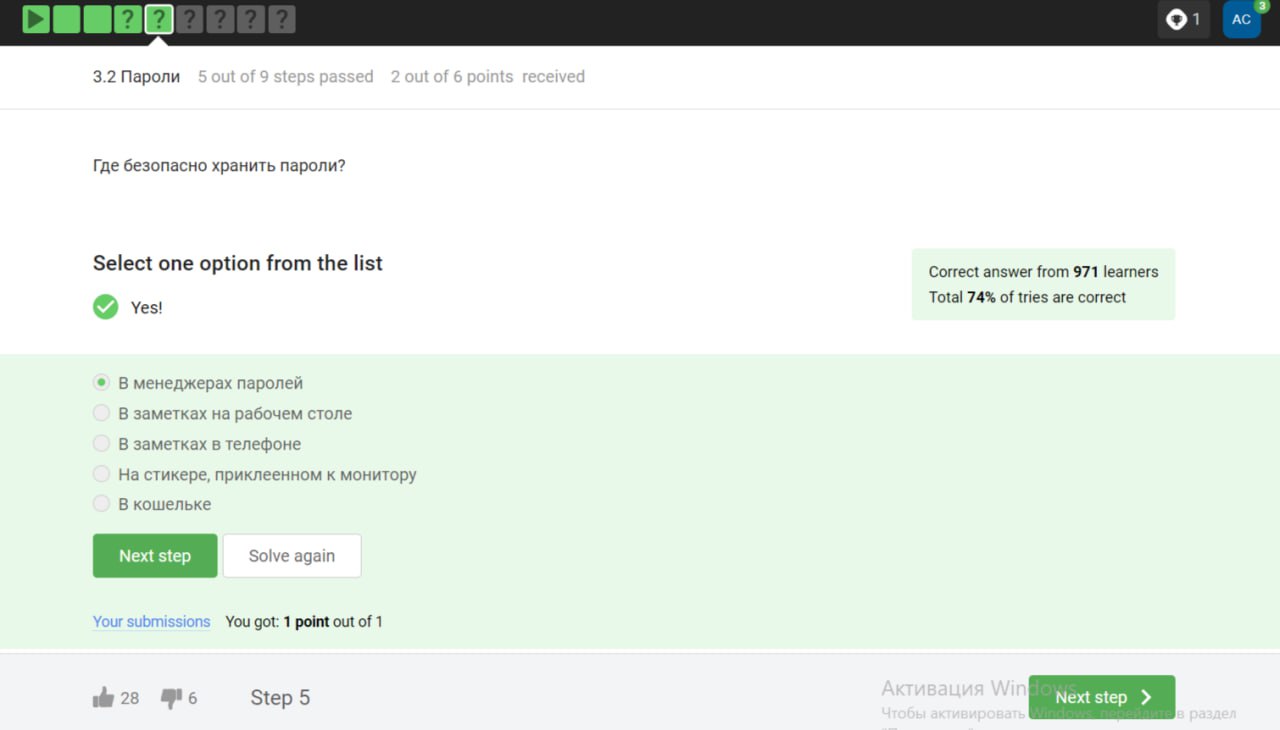 ? ? ? ? ? ?
1 AC 3
3.2 Пароли 5 out of 9 steps passed 2 out of 6 points received
Где безопасно хранить пароли?
Select one option from the list
Yes!
Correct answer from 971 learners
Total 74% of tries are correct
В менеджерах паролей
В заметках на рабочем столе
В заметках в телефоне
На стикере, приклеенном к монитору
В кошельке
Next step Solve again
Your submissions You got: 1 point out of 1
28 6 Step 5
Активация Windows
Next step
Чтобы активировать Windows, перейдите в раздел